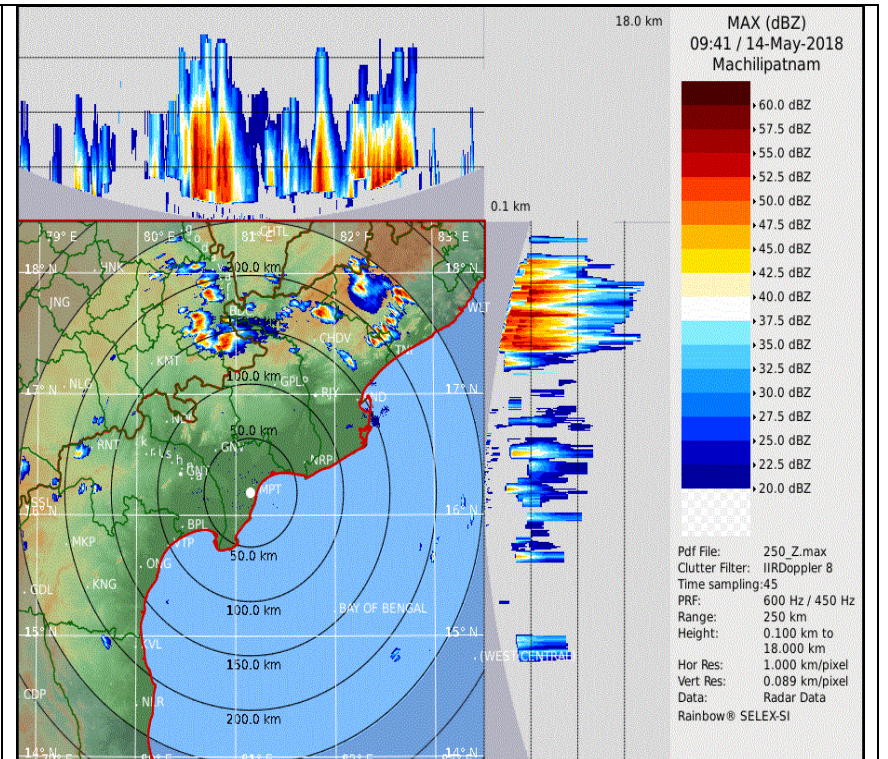 18.0 km
MAX (dBZ)
09:41 / 14-May-2018
Machilipatnam
60.0 dBZ
57.5 dBZ
55.0 dBZ
52.5 dBZ
50.0 dBZ
47.5 dBZ
45.0 dBZ
42.5 dBZ
40.0 dBZ
37.5 dBZ
35.0 dBZ
32.5 dBZ
30.0 dBZ
27.5 dBZ
25.0 dBZ
22.5 dBZ
20.0 dBZ
0.1 km
79° E 80° E 81° E 82° E 83° E
CHTL
18° N HNK 200.0 km 18° N
JNG
WLT
CHDV
TNI
KMT
100.0 km
GPLP
17° N NLG RJY 17° N
50.0 km
RNT
GNV
NRP
MPT
16° N 16° N
BPL
MKP
50.0 km
ONG
GDL KNG
100.0 km BAY OF BENGAL
15° N KVL 15° N
(WEST CENTRAL
150.0 km
CDP
NLR
200.0 km
14° N 14° N
Pdf File: 250_Z.max
Clutter Filter: IIRDoppler 8
Time sampling:45
PRF: 600 Hz / 450 Hz
Range: 250 km
Height: 0.100 km to
18.000 km
Hor Res: 1.000 km/pixel
Vert Res: 0.089 km/pixel
Data: Radar Data
Rainbow® SELEX-SI